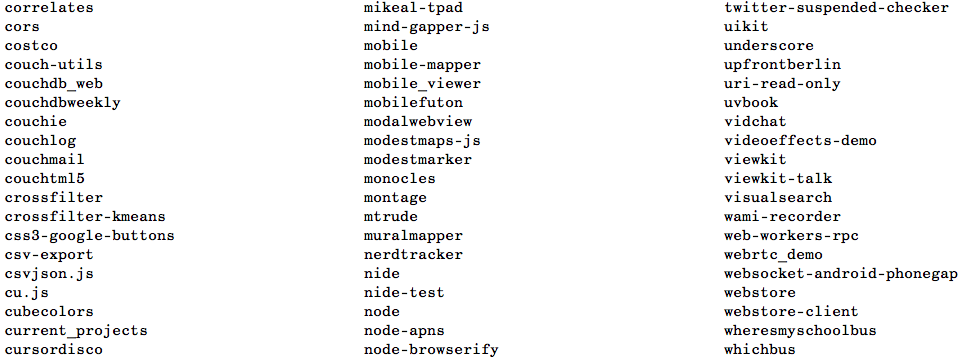 correlates
cors
costco
couch-utils
couchdb_web
couchdbweekly
couchie
couchlog
couchmail
couchtml5
crossfilter
crossfilter-kmeans
css3-google-buttons
csv-export
csvjson.js
cu.js
cubecolors
current_projects
cursordisco
mikeal-tpad
mind-gapper-js
mobile
mobile-mapper
mobile_viewer
mobilefuton
modalwebview
modestmaps-js
modestmarker
monocles
montage
mtrude
muralmapper
nerdtracker
nide
nide-test
node
node-apns
node-browserify
twitter-suspended-checker
uikit
underscore
upfrontberlin
uri-read-only
uvbook
vidchat
videoeffects-demo
viewkit
viewkit-talk
visualsearch
wami-recorder
web-workers-rpc
webrtc_demo
websocket-android-phonegap
webstore
webstore-client
wheresmyschoolbus
whichbus